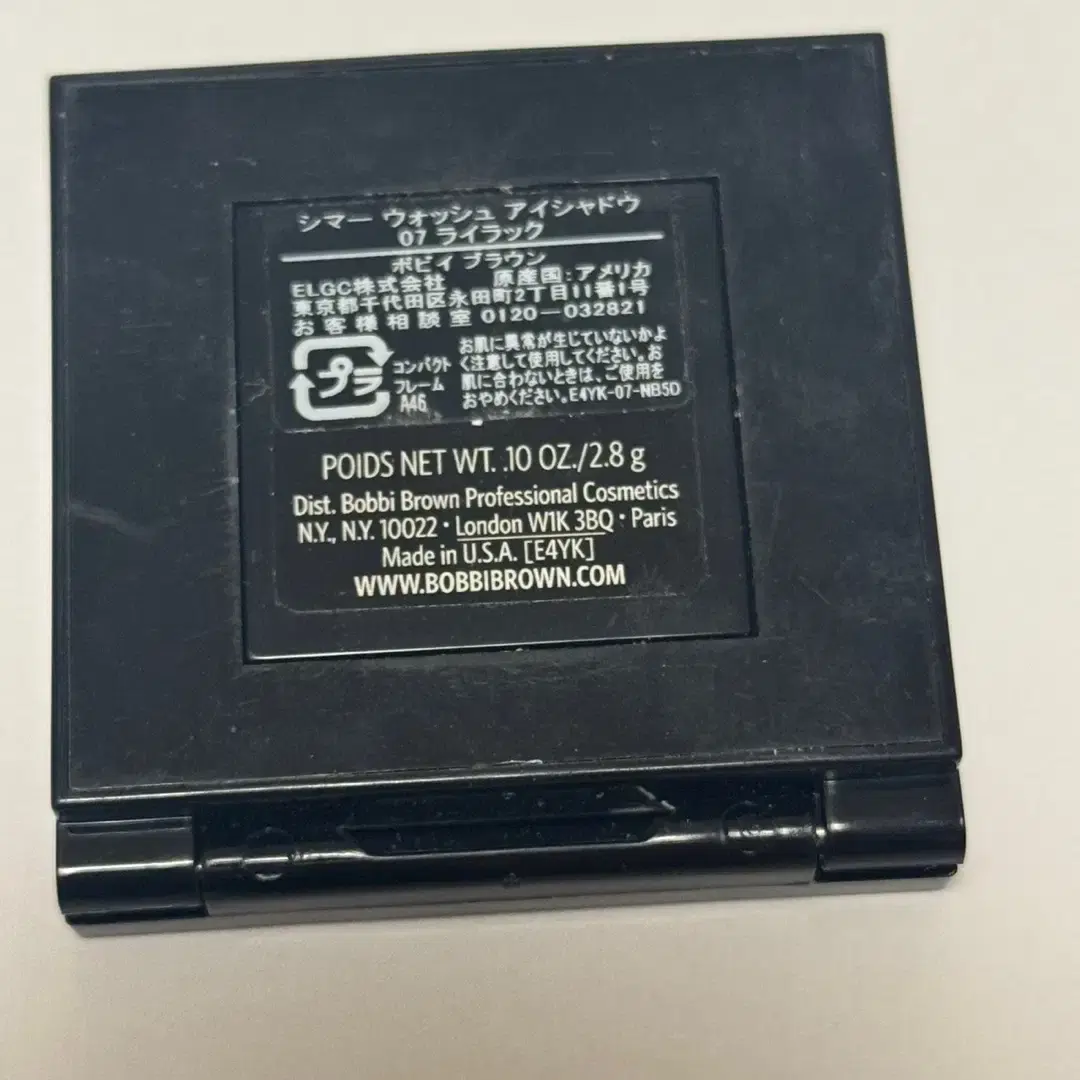 シマー ウォッシュ アイシャドウ
07 ライラック
ボビイ ブラウン
ELGC株式会社 原産国:アメリカ
東京都千代田区永田町2丁目11番1号
お客様相談室 0120-032821
お肌に異常が生じていないかよ
く注意して使用してください。お
肌に合わないときは、ご使用を
おやめください。E4YK-07-NB5D
プラ
コンパクト
フレーム
A46
POIDS NET WT. .10 OZ./2.8 g
Dist. Bobbi Brown Professional Cosmetics
N.Y., N.Y. 10022 · London W1K 3BQ · Paris
Made in U.S.A. [E4YK]
WWW.BOBBIBROWN.COM